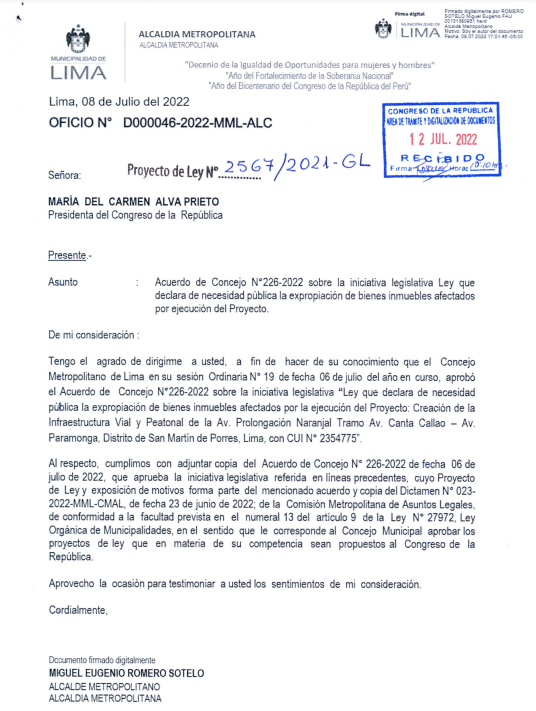 MUNICIPALIDAD DE
LIMA
ALCALDIA METROPOLITANA
ALCALDIA METROPOLITANA
Firma digital
MUNICIPALIDAD DE
LIMA
Firmado digitalmente por ROMERO
SOTELO Miguel Eugenio FAU
hard
Alcalde Metropolitano
Motivo: Soy el autor del documento
Fecha: 08.07.2022 17:01:45 -05:00
"Decenio de la Igualdad de Oportunidades para mujeres y hombres"
"Año del Fortalecimiento de la Soberania Nacional"
"Año del Bicentenario del Congreso de la República del Perú"
Lima, 08 de Julio del 2022
OFICIO N° D000046-2022-MML-ALC
CONGRESO DE LA REPUBLICA
ÁREA DE TRÁMITE Y DIGITALIZACIÓN DE DOCUMENTOS
12 JUL. 2022
RECIBIDO
Firma Hora:
Proyecto de Ley N° 2567/2021-GL
Señora:
MARÍA DEL CARMEN ALVA PRIETO
Presidenta del Congreso de la República
Presente.-
Asunto : Acuerdo de Concejo N°226-2022 sobre la iniciativa legislativa Ley que
declara de necesidad pública la expropiación de bienes inmuebles afectados
por ejecución del Proyecto.
De mi consideración :
Tengo el agrado de dirigirme a usted, a fin de hacer de su conocimiento que el Concejo
Metropolitano de Lima en su sesión Ordinaria N° 19 de fecha 06 de julio del año en curso, aprobó
el Acuerdo de Concejo N°226-2022 sobre la iniciativa legislativa "Ley que declara de necesidad
pública la expropiación de bienes inmuebles afectados por la ejecución del Proyecto: Creación de la
Infraestructura Vial y Peatonal de la Av. Prolongación Naranjal Tramo Av. Canta Callao – Av.
Paramonga, Distrito de San Martín de Porres, Lima, con CUI N° 2354775".
Al respecto, cumplimos con adjuntar copia del Acuerdo de Concejo N° 226-2022 de fecha 06 de
julio de 2022, que aprueba la iniciativa legislativa referida en líneas precedentes, cuyo Proyecto
de Ley y exposición de motivos forma parte del mencionado acuerdo y copia del Dictamen N° 023-
2022-MML-CMAL, de fecha 23 de junio de 2022; de la Comisión Metropolitana de Asuntos Legales,
de conformidad a la facultad prevista en el numeral 13 del artículo 9 de la Ley N° 27972, Ley
Orgánica de Municipalidades, en el sentido que le corresponde al Concejo Municipal aprobar los
proyectos de ley que en materia de su competencia sean propuestos al Congreso de la
República.
Aprovecho la ocasión para testimoniar a usted los sentimientos de mi consideración.
Cordialmente,
Documento firmado digitalmente
MIGUEL EUGENIO ROMERO SOTELO
ALCALDE METROPOLITANO
ALCALDIA METROPOLITANA